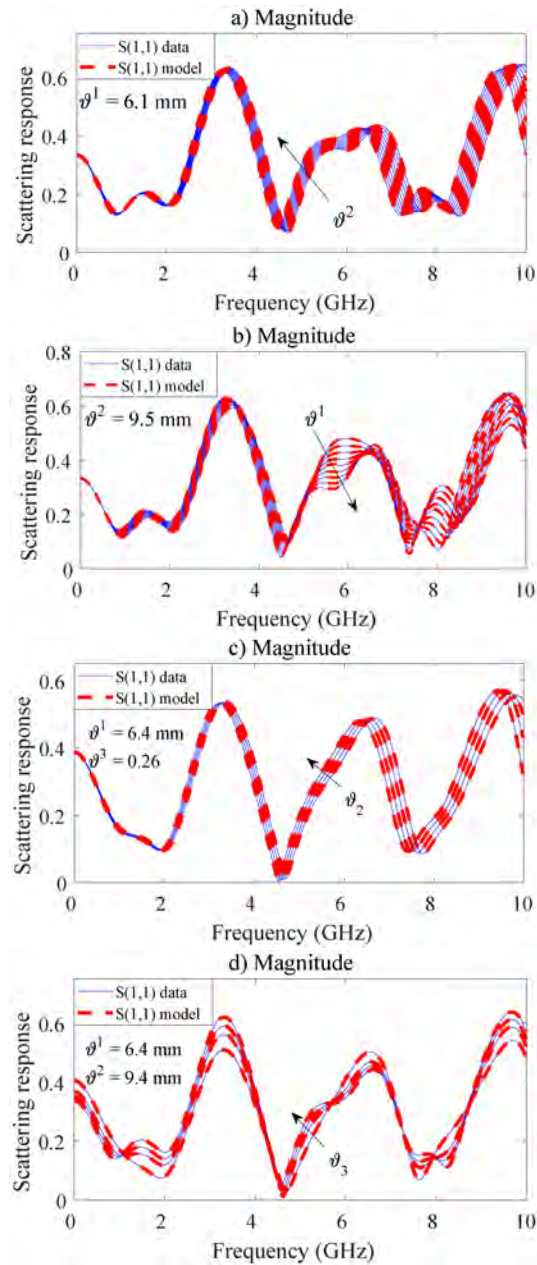 a) Magnitude
S(1,1) data
S(1,1) model
ϑ¹ = 6.1 mm
ϑ²
Scattering response
0.6
0.4
0.2
0
0 2 4 6 8 10
Frequency (GHz)
b) Magnitude
S(1,1) data
S(1,1) model
ϑ² = 9.5 mm
ϑ¹
Scattering response
0.8
0.6
0.4
0.2
0
0 2 4 6 8 10
Frequency (GHz)
c) Magnitude
S(1,1) data
S(1,1) model
ϑ¹ = 6.4 mm
ϑ³ = 0.26
ϑ₂
Scattering response
0.6
0.4
0.2
0
0 2 4 6 8 10
Frequency (GHz)
d) Magnitude
S(1,1) data
S(1,1) model
ϑ¹ = 6.4 mm
ϑ² = 9.4 mm
ϑ₃
Scattering response
0.6
0.4
0.2
0
0 2 4 6 8 10
Frequency (GHz)